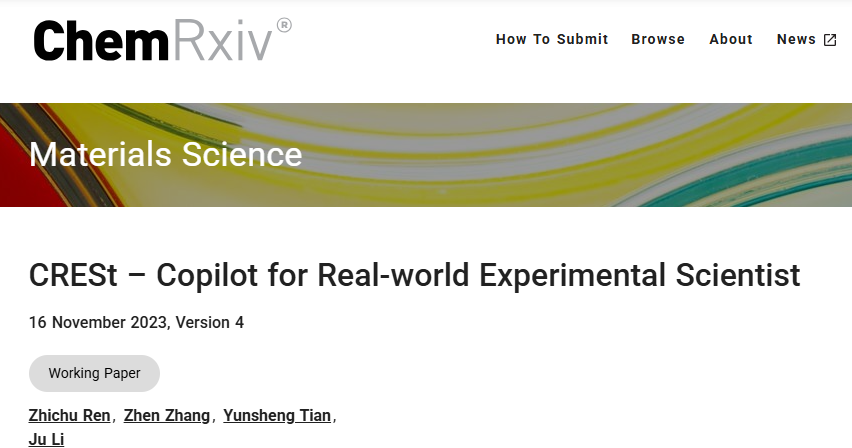 ChemRxiv®
How To Submit Browse About News
Materials Science
CRESt – Copilot for Real-world Experimental Scientist
16 November 2023, Version 4
Working Paper
Zhichu Ren, Zhen Zhang, Yunsheng Tian,
Ju Li